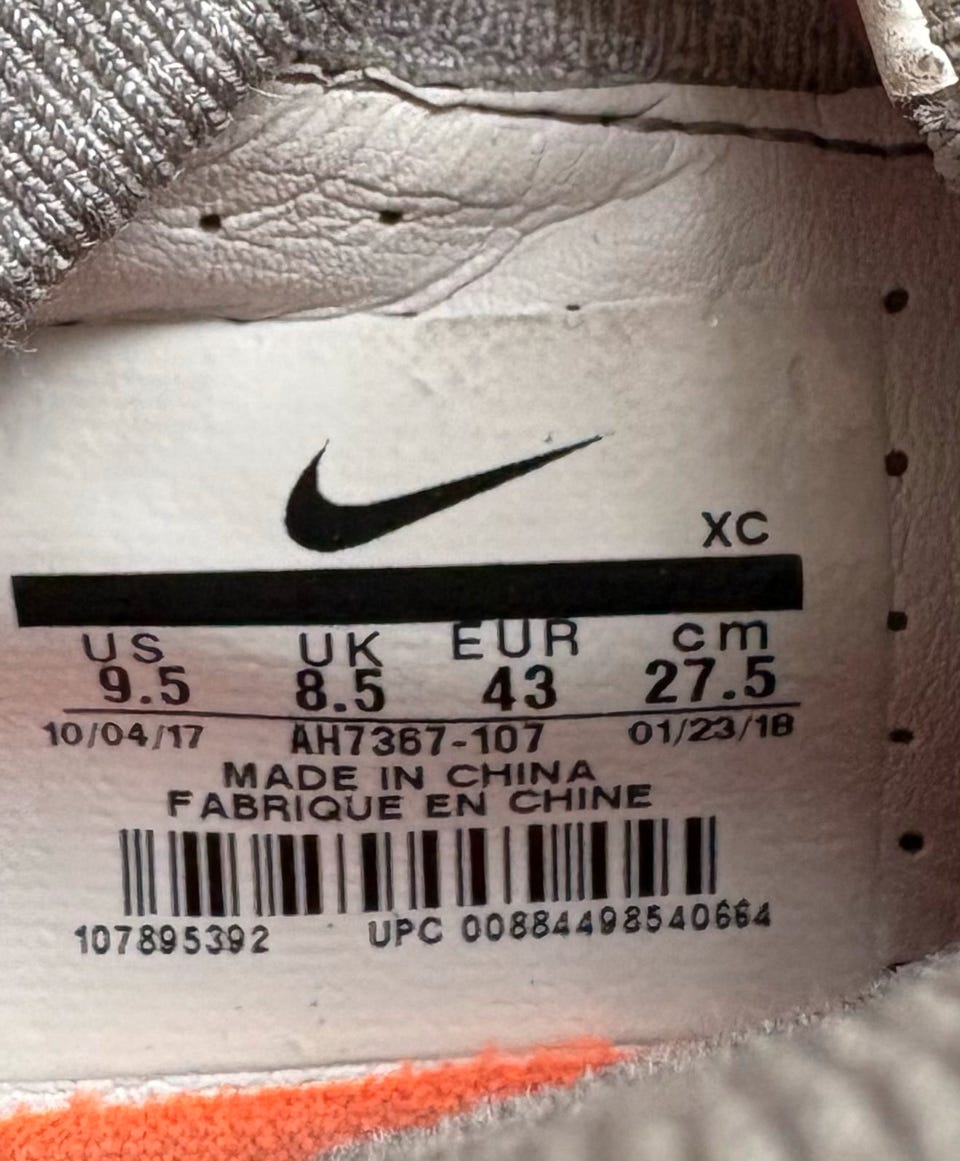 XC
US UK EUR cm
9.5 8.5 43 27.5
10/04/17 AH7367-107 01/23/18
MADE IN CHINA
FABRIQUE EN CHINE
107895392 UPC 00884498540664